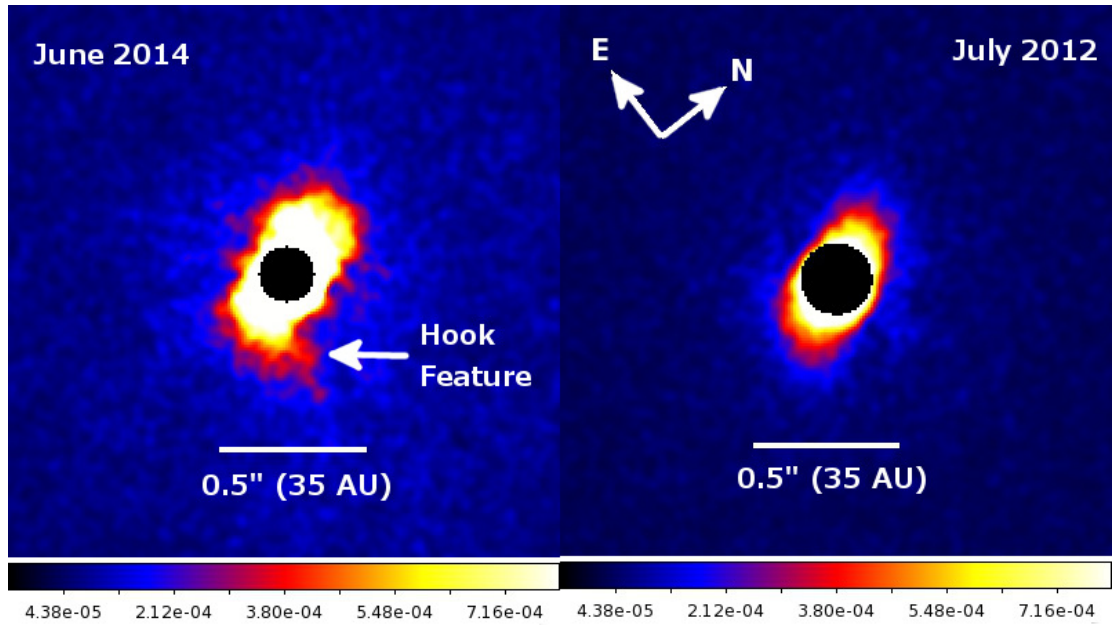 June 2014
Hook
Feature
0.5" (35 AU)
4.38e-05 2.12e-04 3.80e-04 5.48e-04 7.16e-04
E
N
July 2012
0.5" (35 AU)
4.38e-05 2.12e-04 3.80e-04 5.48e-04 7.16e-04